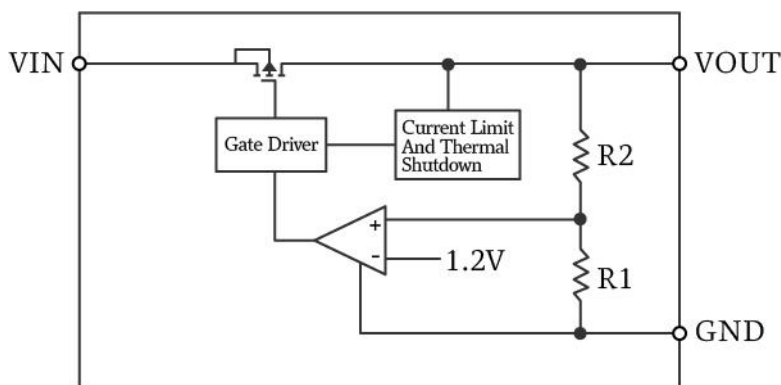 VIN
VOUT
Gate Driver
Current Limit
And Thermal
Shutdown
R2
+
-
1.2V
R1
GND